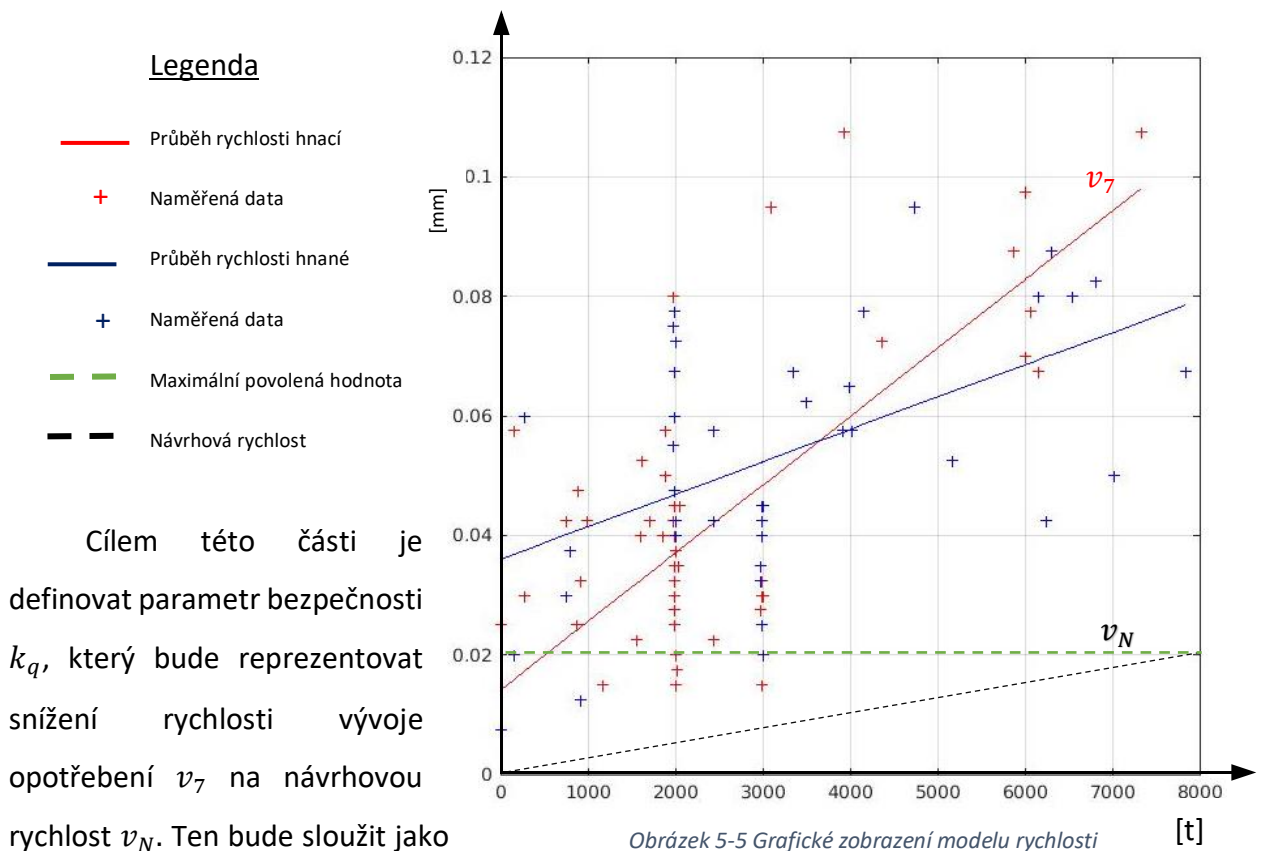 Legenda
Průběh rychlosti hnací
Naměřená data
Průběh rychlosti hnané
Naměřená data
Maximální povolená hodnota
Návrhová rychlost
Cílem této části je
definovat parametr bezpečnosti
k_q, který bude reprezentovat
snížení rychlosti vývoje
opotřebení v_7 na návrhovou
rychlost v_N. Ten bude sloužit jako
0.12
0.1
0.08
0.06
0.04
0.02
0
[mm]
v_7
v_N
0 1000 2000 3000 4000 5000 6000 7000 8000
[t]
Obrázek 5-5 Grafické zobrazení modelu rychlosti